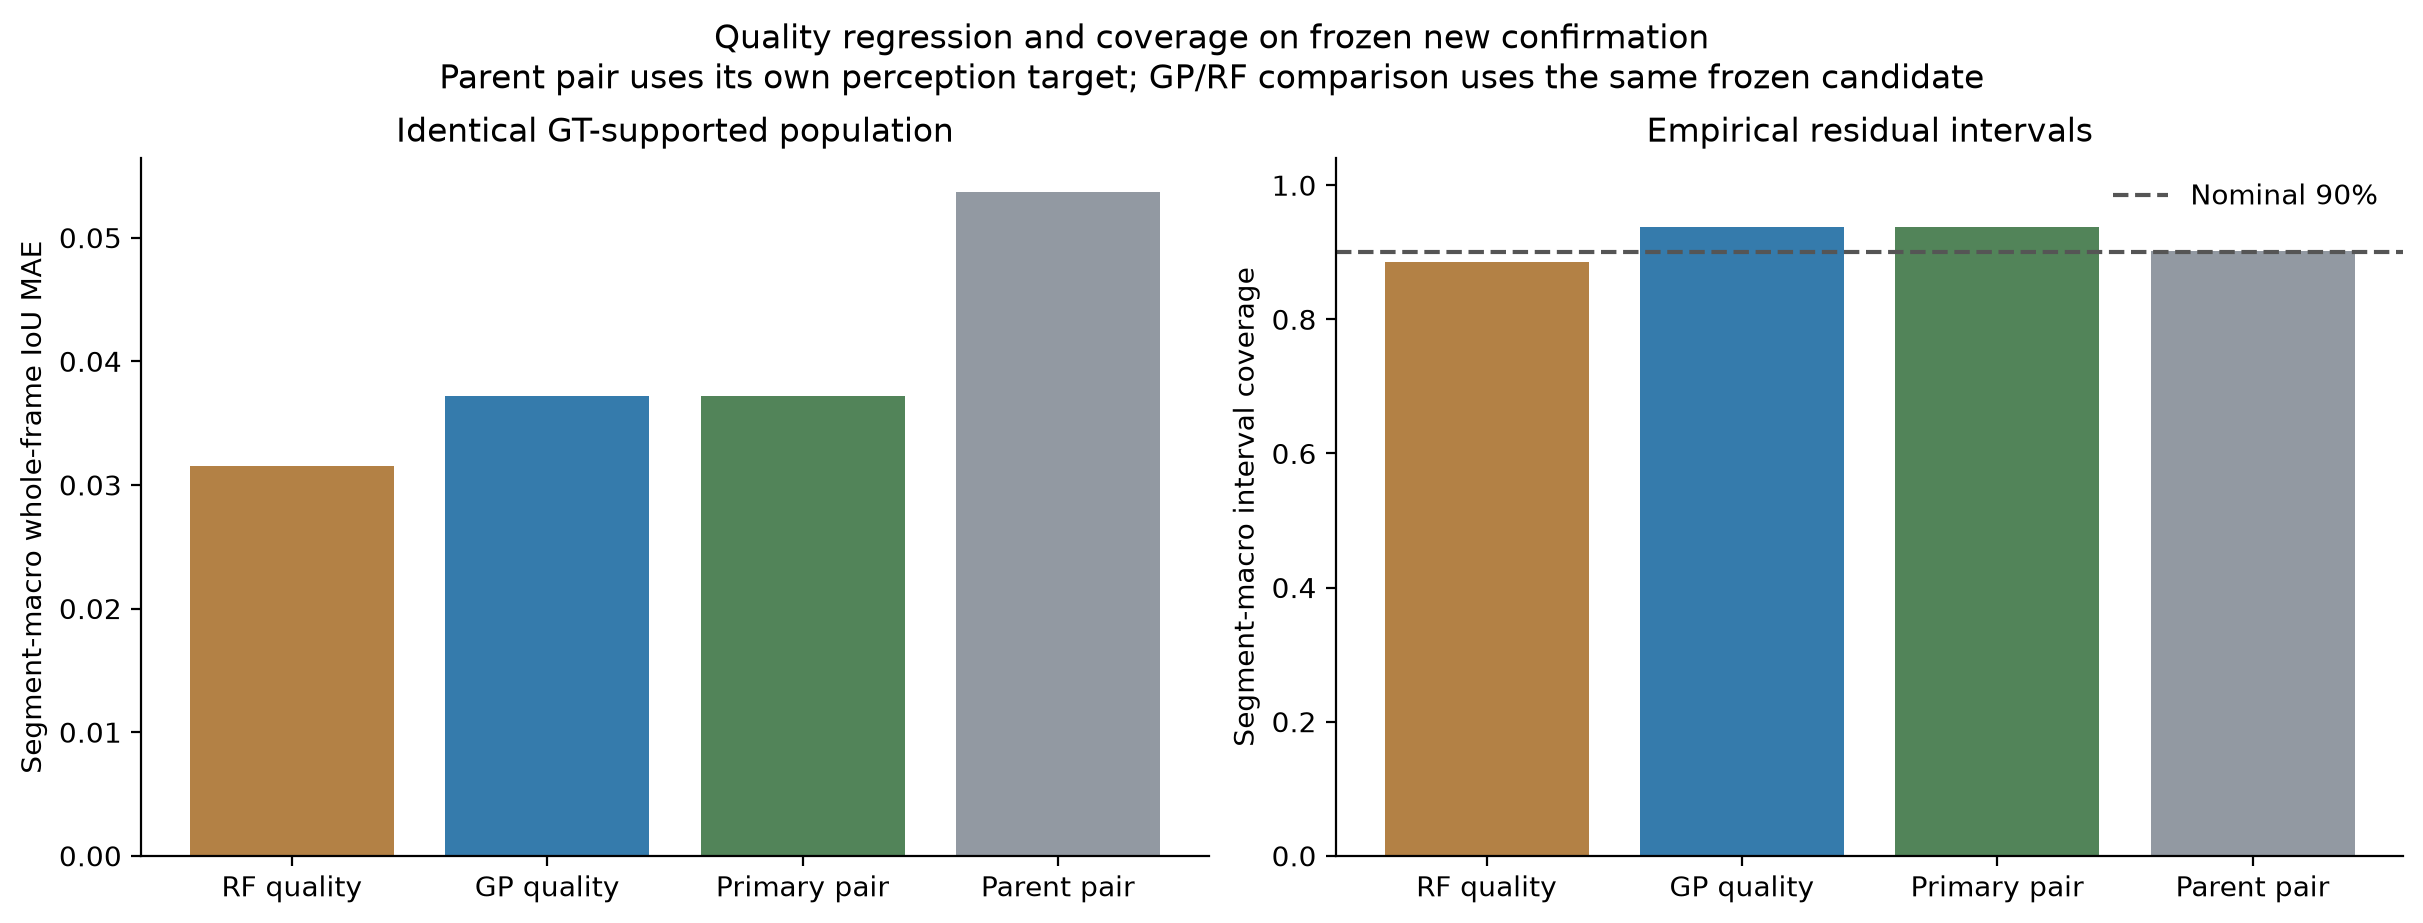 Quality regression and coverage on frozen new confirmation
Parent pair uses its own perception target; GP/RF comparison uses the same frozen candidate
Identical GT-supported population
Segment-macro whole-frame IoU MAE
0.05
0.04
0.03
0.02
0.01
0.00
RF quality
GP quality
Primary pair
Parent pair
Empirical residual intervals
Segment-macro interval coverage
Nominal 90%
1.0
0.8
0.6
0.4
0.2
0.0
RF quality
GP quality
Primary pair
Parent pair